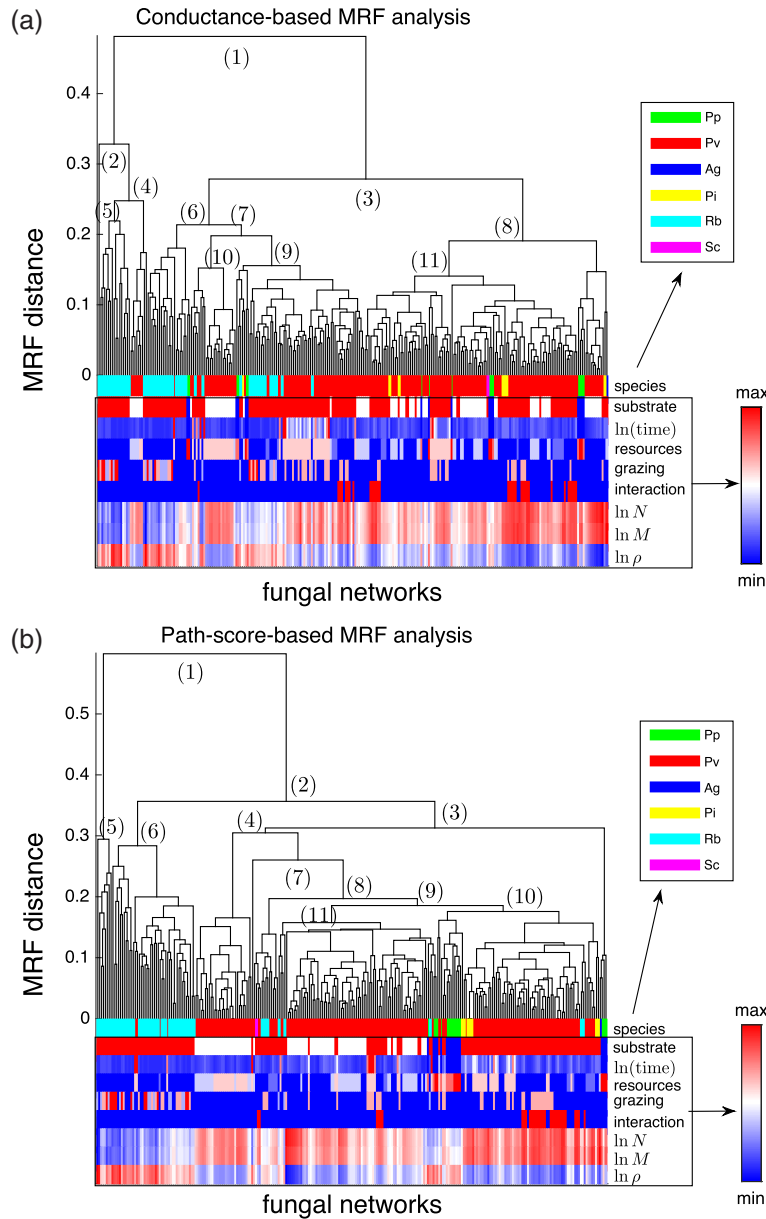 (a)
Conductance-based MRF analysis
(1)
0.4
Pp
Pv
0.3
(2)
Ag
(4)
(3)
Pi
(5)
(6)
(7)
Rb
0.2
(8)
Sc
(10)
(9)
(11)
MRF distance
0.1
0
species
max
substrate
ln(time)
resources
grazing
interaction
ln N
ln M
min
ln ρ
fungal networks
(b)
Path-score-based MRF analysis
(1)
0.5
Pp
Pv
0.4
(2)
Ag
(3)
Pi
(5)
(6)
(4)
0.3
Rb
Sc
(7)
(8)
(9)
(10)
0.2
(11)
MRF distance
0.1
0
species
max
substrate
ln(time)
resources
grazing
interaction
ln N
ln M
min
ln ρ
fungal networks